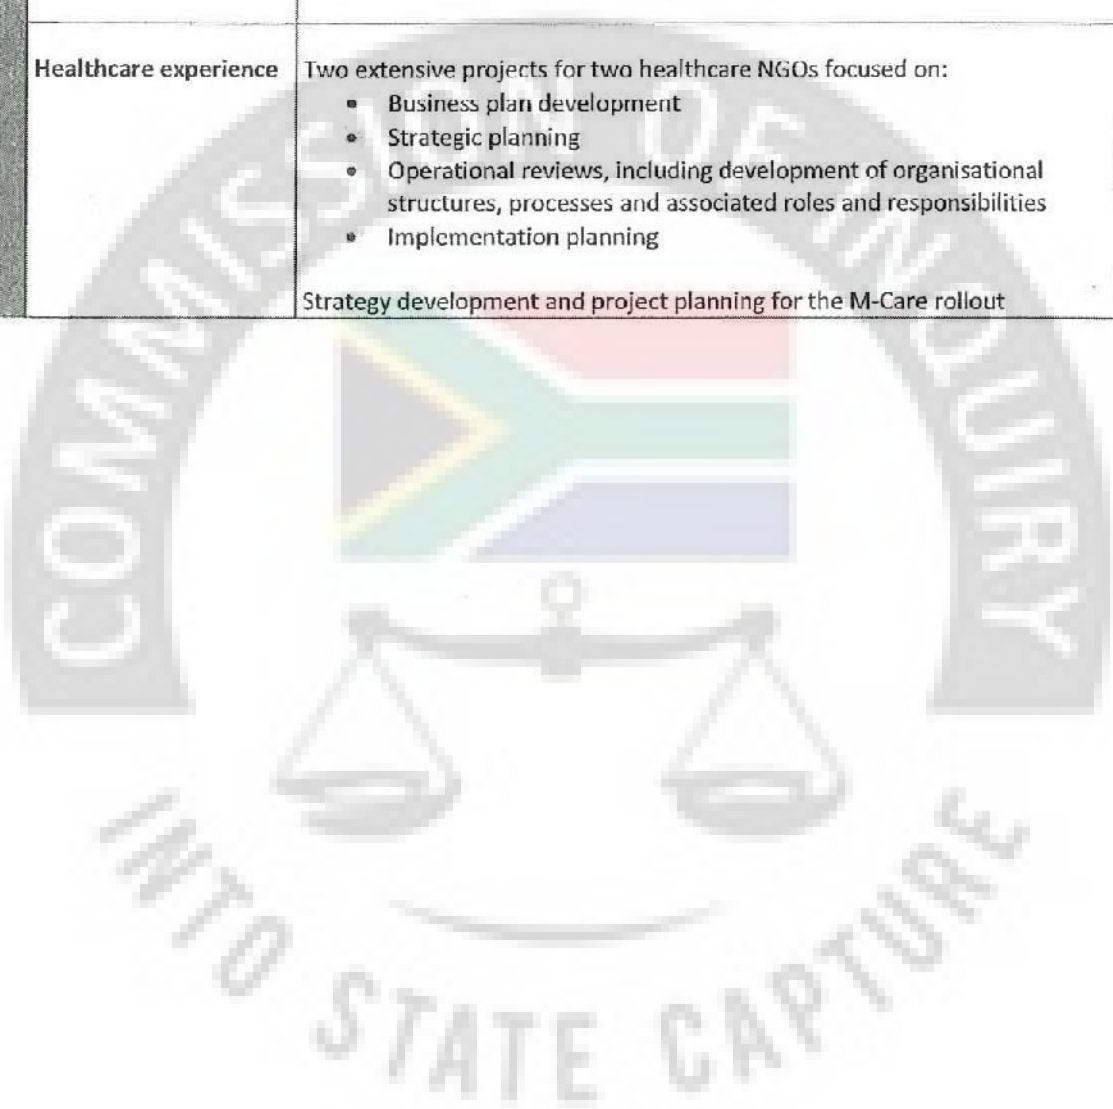 Healthcare experience
Two extensive projects for two healthcare NGOs focused on:
• Business plan development
• Strategic planning
• Operational reviews, including development of organisational
structures, processes and associated roles and responsibilities
• Implementation planning
Strategy development and project planning for the M-Care rollout
COMMISSION OF INQUIRY
INTO STATE CAPTURE